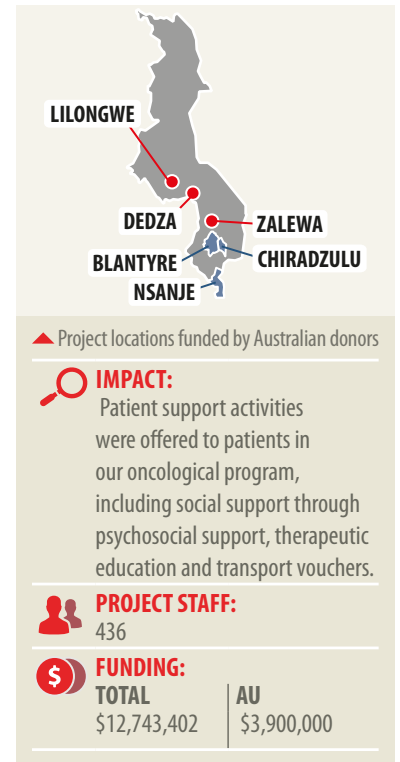 LILONGWE
DEDZA
ZALEWA
BLANTYRE
CHIRADZULU
NSANJE
Project locations funded by Australian donors
IMPACT:
Patient support activities
were offered to patients in
our oncological program,
including social support through
psychosocial support, therapeutic
education and transport vouchers.
PROJECT STAFF:
436
$
FUNDING:
TOTAL
$12,743,402
AU
$3,900,000